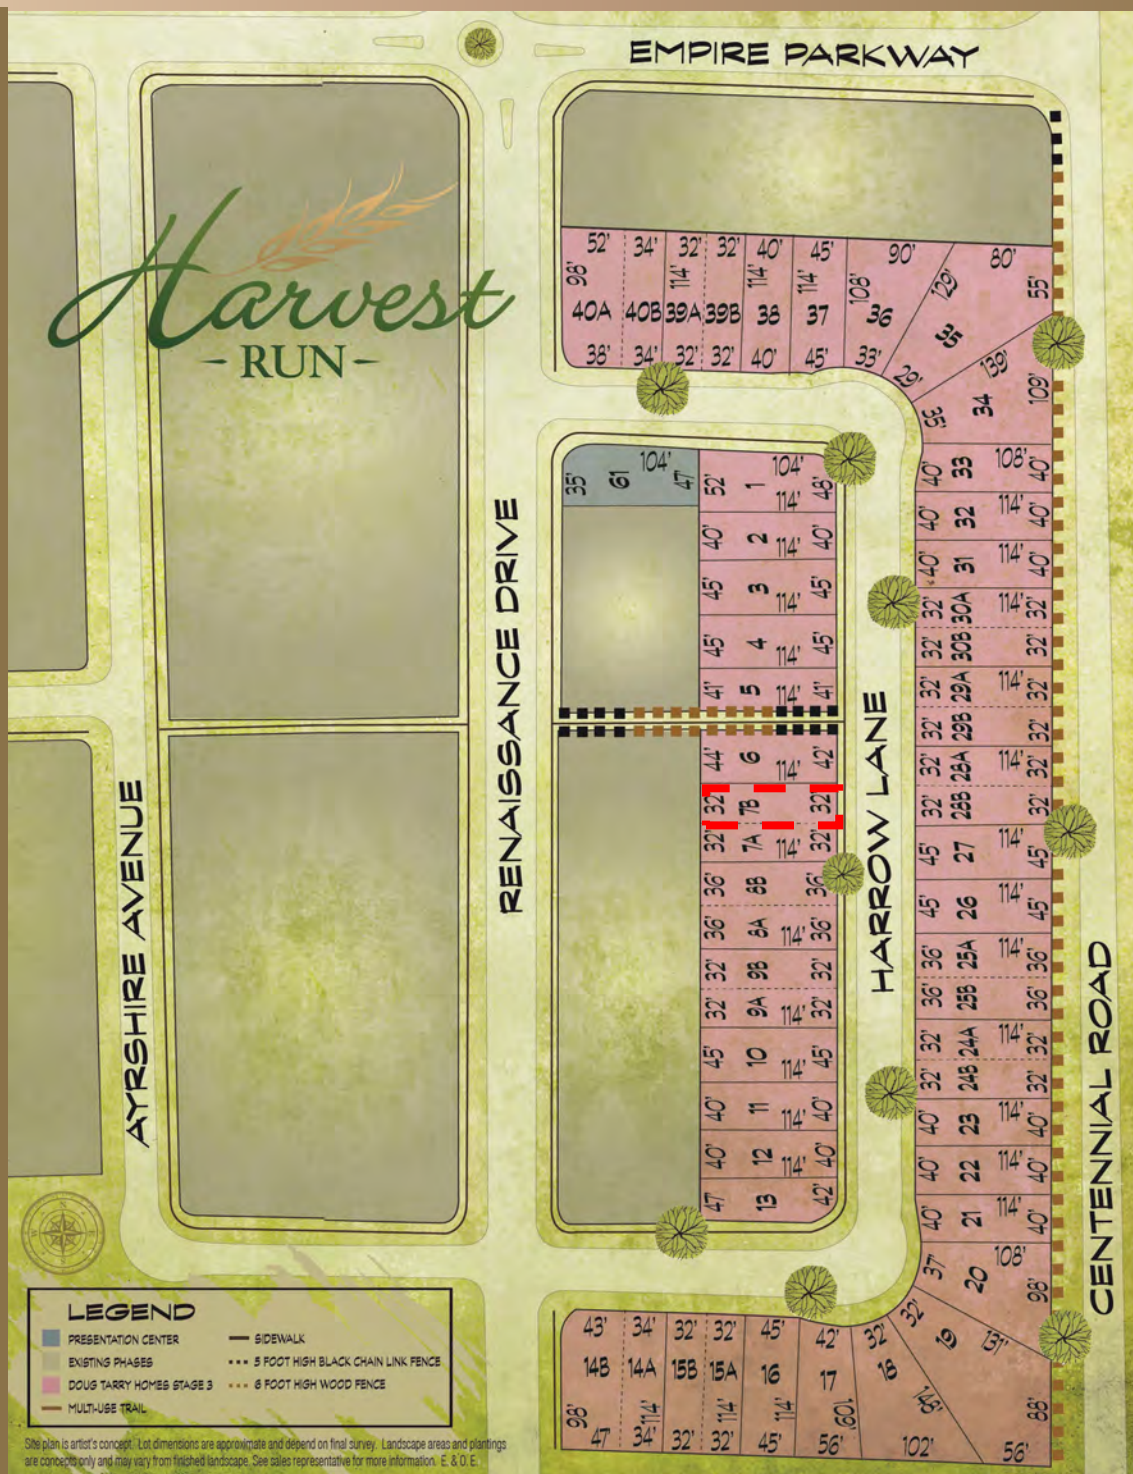 EMPIRE PARKWAY
Harvest
- RUN -
52' 34' 32' 32' 40' 45' 90' 80'
98' 114' 114' 114' 108' 129' 55'
40A 40B 39A 39B 38 37 36 35
38' 34' 32' 32' 40' 45' 33' 29' 139'
35' 34 109'
35' 61 104' 47' 52' 1 104' 114' 48'
40' 33 108' 40'
40' 2 114' 40'
40' 32 114' 40'
45' 3 114' 45'
40' 31 114' 40'
32' 30A 114' 32'
45' 4 114' 45'
32' 30B 32'
41' 5 114' 41'
32' 29A 114' 32'
32' 29B 32'
44' 6 114' 42'
32' 28A 114' 32'
32' 7B 32'
32' 28B 32'
32' 7A 114' 32'
45' 27 114' 45'
36' 8B 36'
45' 26 114' 45'
36' 8A 114' 36'
36' 25A 114' 36'
32' 9B 32'
36' 25B 36'
32' 9A 114' 32'
32' 24A 114' 32'
45' 10 114' 45'
32' 24B 32'
40' 11 114' 40'
40' 23 114' 40'
40' 12 114' 40'
40' 22 114' 40'
47' 13 42'
40' 21 114' 40'
37' 20 108' 98'
32' 19 131'
43' 34' 32' 32' 45' 42' 32'
14B 14A 15B 15A 16 17 18
98' 114' 114' 114' 109' 146' 88'
47' 34' 32' 32' 45' 56' 102' 56'
RENAISSANCE DRIVE
HARROW LANE
AYRSHIRE AVENUE
CENTENNIAL ROAD
LEGEND
PRESENTATION CENTER
EXISTING PHASES
DOUG TARRY HOMES STAGE 3
MULTI-USE TRAIL
SIDEWALK
5 FOOT HIGH BLACK CHAIN LINK FENCE
6 FOOT HIGH WOOD FENCE
Site plan is artist's concept. Lot dimensions are approximate and depend on final survey. Landscape areas and plantings
are concepts only and may vary from finished landscape. See sales representative for more information. E. & O. E.